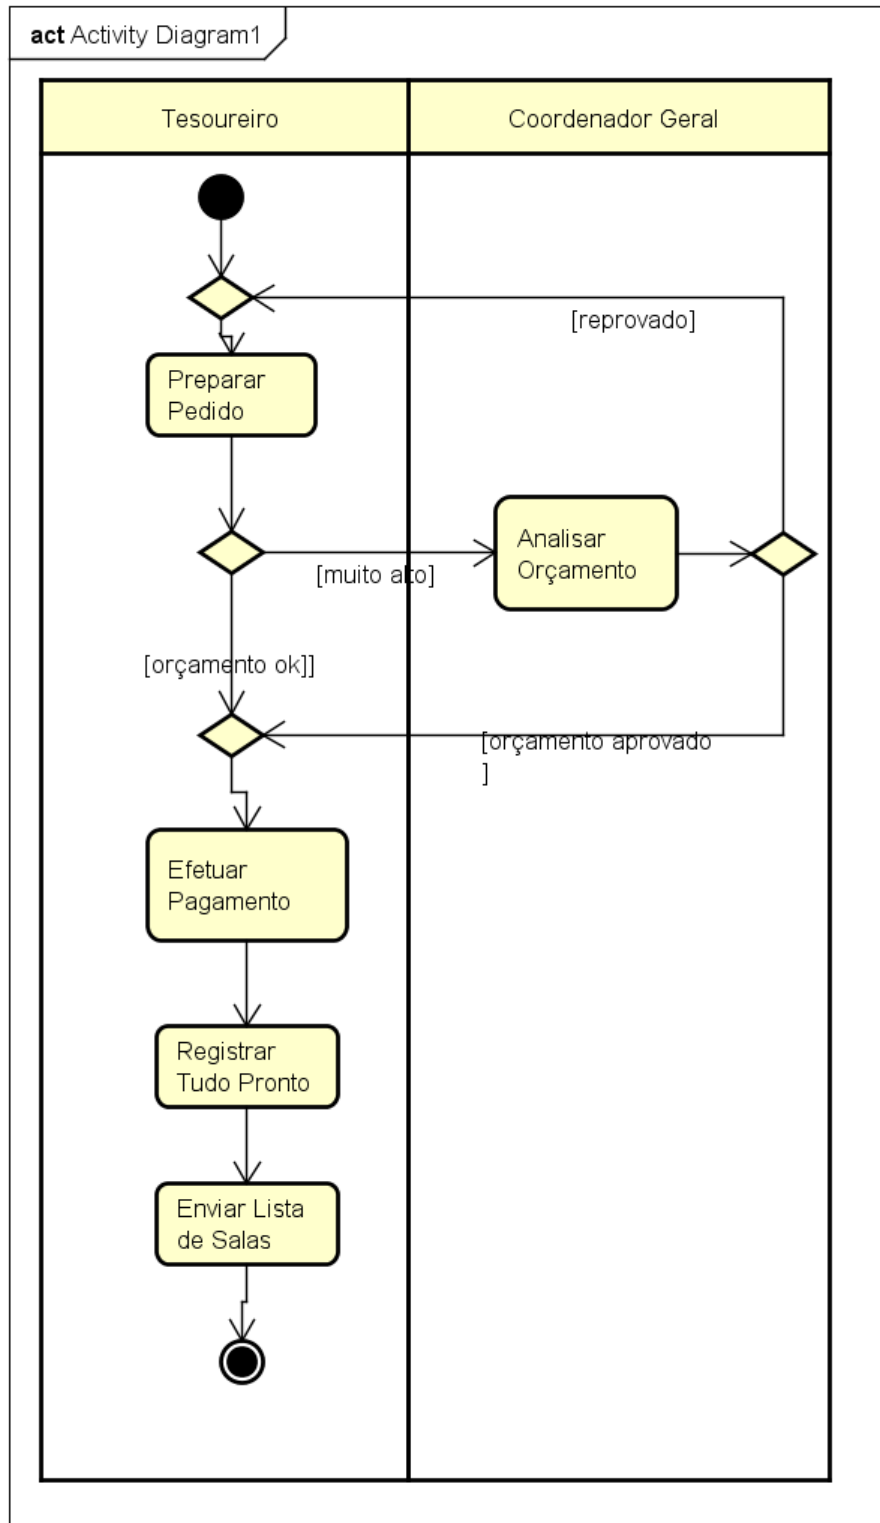 act Activity Diagram1
Tesoureiro
Coordenador Geral
[reprovado]
Preparar
Pedido
Analisar
Orçamento
[muito alto]
[orçamento ok]]
[orçamento aprovado
]
Efetuar
Pagamento
Registrar
Tudo Pronto
Enviar Lista
de Salas